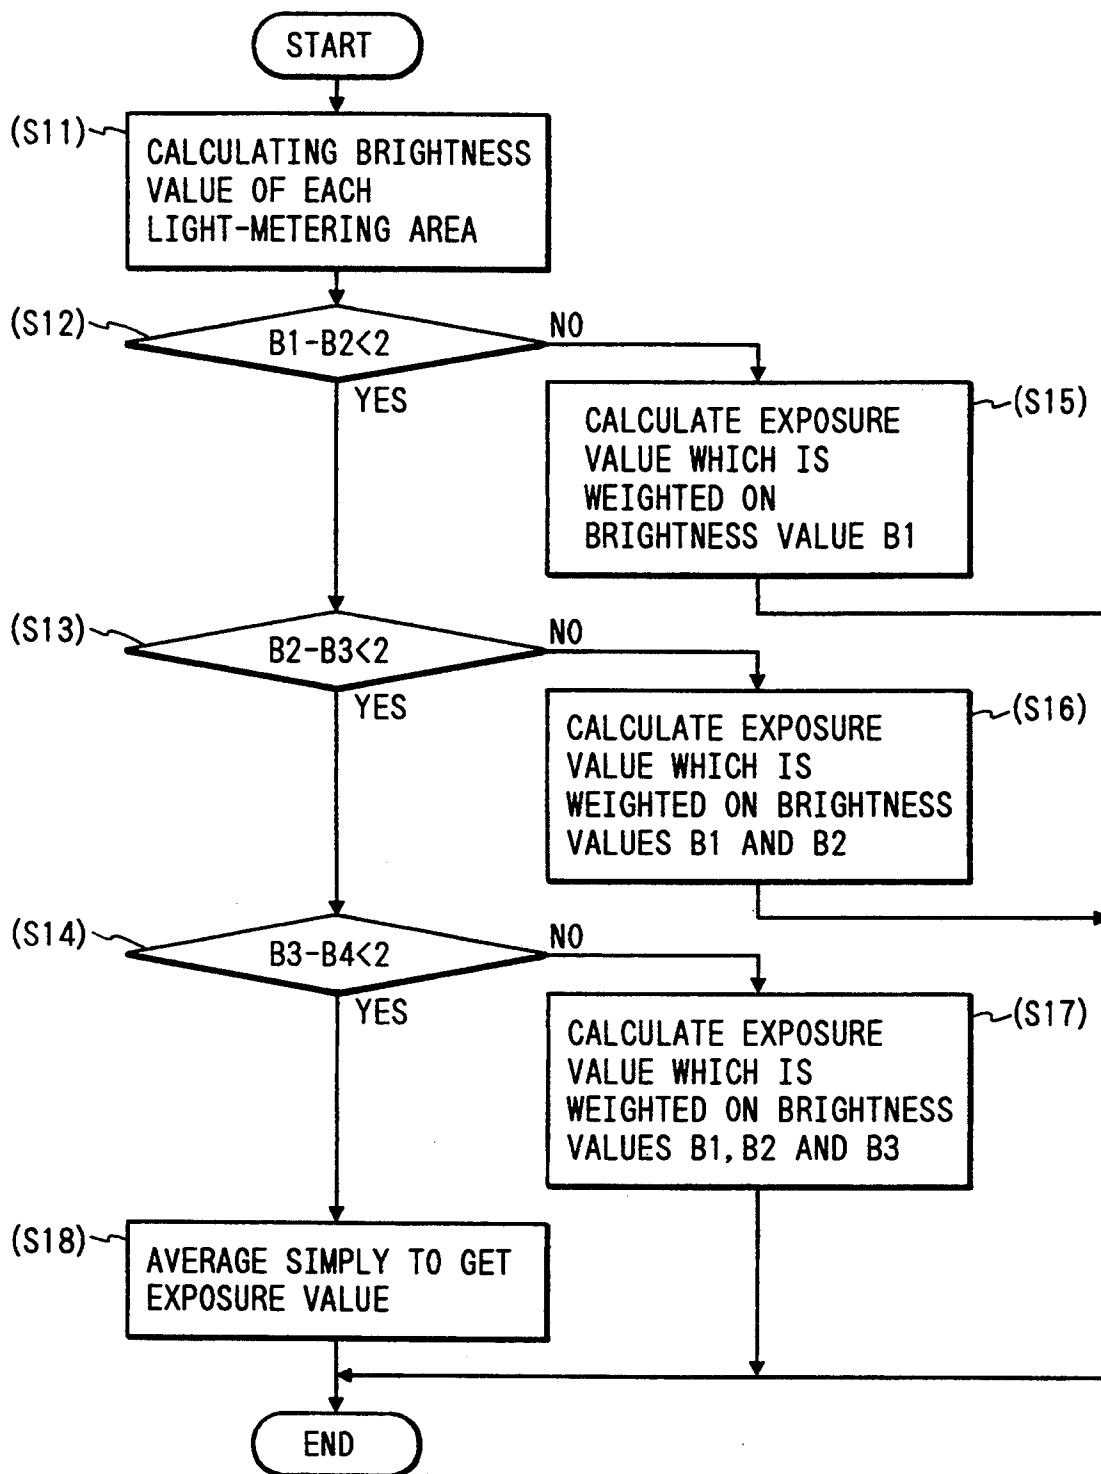 START
(S11)
CALCULATING BRIGHTNESS
VALUE OF EACH
LIGHT-METERING AREA
(S12)
B1-B2<2
NO
YES
(S15)
CALCULATE EXPOSURE
VALUE WHICH IS
WEIGHTED ON
BRIGHTNESS VALUE B1
(S13)
B2-B3<2
NO
YES
(S16)
CALCULATE EXPOSURE
VALUE WHICH IS
WEIGHTED ON BRIGHTNESS
VALUES B1 AND B2
(S14)
B3-B4<2
NO
YES
(S17)
CALCULATE EXPOSURE
VALUE WHICH IS
WEIGHTED ON BRIGHTNESS
VALUES B1, B2 AND B3
(S18)
AVERAGE SIMPLY TO GET
EXPOSURE VALUE
END